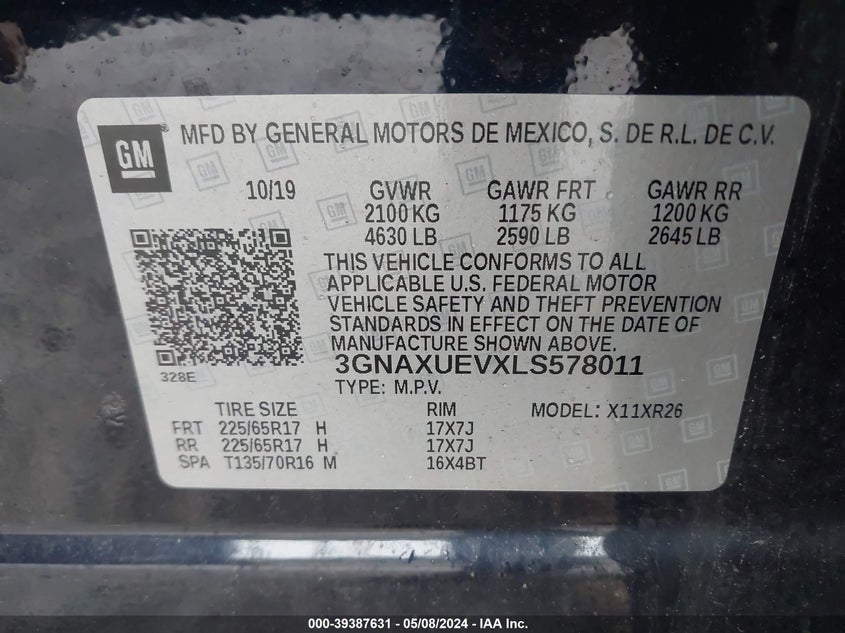 GM ® MFD BY GENERAL MOTORS DE MEXICO, S. DE R.L. DE C.V.
10/19 GVWR GAWR FRT GAWR RR
2100 KG 1175 KG 1200 KG
4630 LB 2590 LB 2645 LB
THIS VEHICLE CONFORMS TO ALL
APPLICABLE U.S. FEDERAL MOTOR
VEHICLE SAFETY AND THEFT PREVENTION
STANDARDS IN EFFECT ON THE DATE OF
MANUFACTURE SHOWN ABOVE.
3GNAXUEVXLS578011
328E
TYPE: M.P.V.
TIRE SIZE RIM MODEL: X11XR26
FRT 225/65R17 H 17X7J
RR 225/65R17 H 17X7J
SPA T135/70R16 M 16X4BT
000-39387631 - 05/08/2024 - IAA Inc.